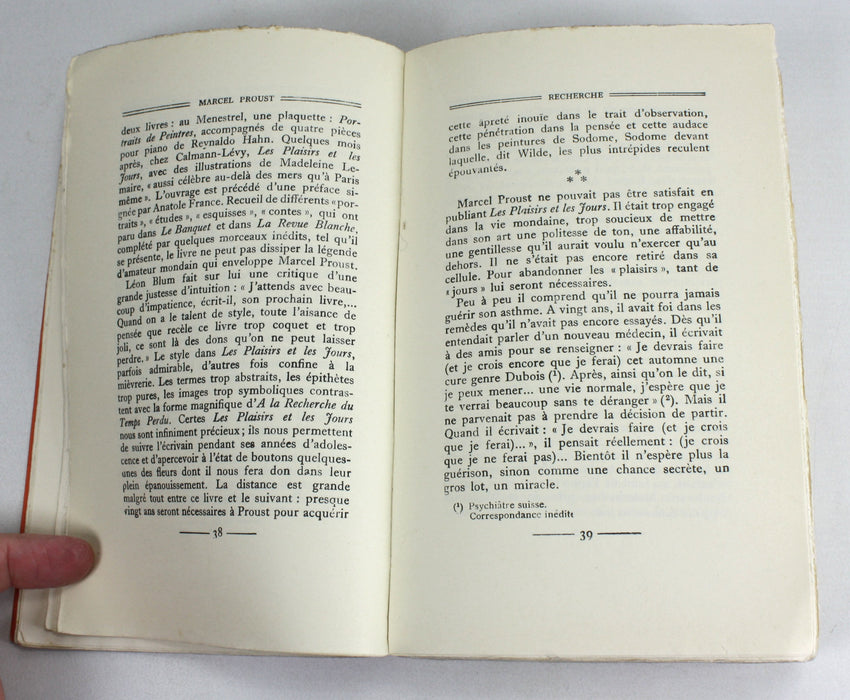 MARCEL PROUST
deux livres : au Menestrel, une plaquette : Por-
traits de Peintres, accompagnés de quatre pièces
pour piano de Reynaldo Hahn. Quelques mois
après, chez Calmann-Lévy, Les Plaisirs et les
Jours, avec des illustrations de Madeleine Le-
maire, « aussi célèbre au-delà des mers qu'à Paris
même ». L'ouvrage est précédé d'une préface si-
gnée par Anatole France. Recueil de différents « por-
traits », « études », « esquisses », « contes », qui ont
paru dans Le Banquet et dans La Revue Blanche,
complété par quelques morceaux inédits, tel qu'il
se présente, le livre ne peut pas dissiper la légende
d'amateur mondain qui enveloppe Marcel Proust.
Léon Blum fait sur lui une critique d'une
grande justesse d'intuition : « J'attends avec beau-
coup d'impatience, écrit-il, son prochain livre,...
Quand on a le talent de style, toute l'aisance de
pensée que recèle ce livre trop coquet et trop
joli, ce sont là des dons qu'on ne peut laisser
perdre. » Le style dans Les Plaisirs et les Jours,
parfois admirable, d'autres fois confine à la
mièvrerie. Les termes trop abstraits, les épithètes
trop pures, les images trop symboliques contras-
tent avec la forme magnifique d'A la Recherche du
Temps Perdu. Certes Les Plaisirs et les Jours
nous sont infiniment précieux ; ils nous permettent
de suivre l'écrivain pendant ses années d'adoles-
cence et d'apercevoir à l'état de boutons quelques-
unes des fleurs dont il nous fera don dans leur
plein épanouissement. La distance est grande
malgré tout entre ce livre et le suivant : presque
vingt ans seront nécessaires à Proust pour acquérir
38
RECHERCHE
cette âpreté inouïe dans le trait d'observation,
cette pénétration dans la pensée et cette audace
dans les peintures de Sodome, Sodome devant
laquelle, dit Wilde, les plus intrépides reculent
épouvantés.
*
* *
Marcel Proust ne pouvait pas être satisfait en
publiant Les Plaisirs et les Jours. Il était trop engagé
dans la vie mondaine, trop soucieux de mettre
dans son art une politesse de ton, une affabilité,
une gentillesse qu'il aurait voulu n'exercer qu'au
dehors. Il ne s'était pas encore retiré dans sa
cellule. Pour abandonner les « plaisirs », tant de
« jours » lui seront nécessaires.
Peu à peu il comprend qu'il ne pourra jamais
guérir son asthme. A vingt ans, il avait foi dans les
remèdes qu'il n'avait pas encore essayés. Dès qu'il
entendait parler d'un nouveau médecin, il écrivait
à des amis pour se renseigner : « Je devrais faire
(et je crois encore que je ferai) cet automne une
cure genre Dubois (¹). Après, ainsi qu'on le dit, si
je peux mener... une vie normale, j'espère que je
te verrai beaucoup sans te déranger » (²). Mais il
ne parvenait pas à prendre la décision de partir.
Quand il écrivait : « Je devrais faire (et je crois
que je ferai)... », il pensait réellement : (je crois
que je ne ferai pas)... Bientôt il n'espère plus la
guérison, sinon comme une chance secrète, un
gros lot, un miracle.
(¹) Psychiâtre suisse.
Correspondance inédite
39